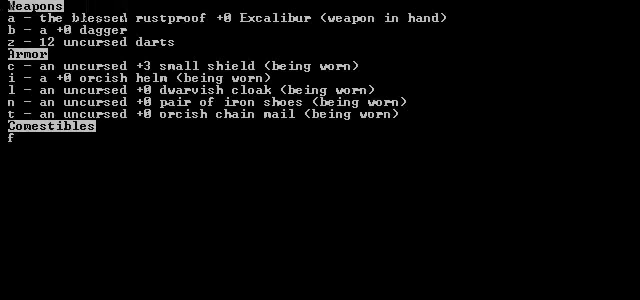 Weapons
a - the blessed rustproof +0 Excalibur (weapon in hand)
b - a +0 dagger
z - 12 uncursed darts
Armor
c - an uncursed +3 small shield (being worn)
i - a +0 orcish helm (being worn)
l - an uncursed +0 dwarvish cloak (being worn)
n - an uncursed +0 pair of iron shoes (being worn)
t - an uncursed +0 orcish chain mail (being worn)
Comestibles
f